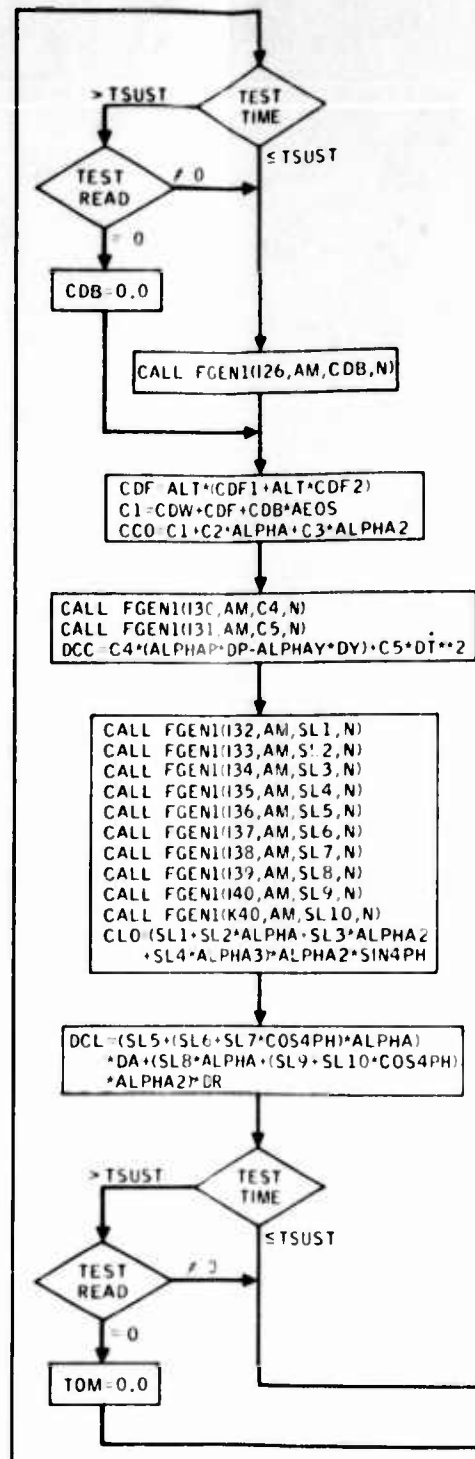 TEST
TIME
> TSUST
≤ TSUST
TEST
READ
≠ 0
= 0
CDB=0.0
CALL FGEN1(I26,AM,CDB,N)
CDF=ALT*(CDF1+ALT*CDF2)
C1=CDW+CDF+CDB*AEOS
CCO=C1+C2*ALPHA+C3*ALPHA2
CALL FGEN1(I30,AM,C4,N)
CALL FGEN1(I31,AM,C5,N)
DCC=C4*(ALPHAP*DP-ALPHAY*DY)+C5*DT**2
CALL FGEN1(I32,AM,SL1,N)
CALL FGEN1(I33,AM,SL2,N)
CALL FGEN1(I34,AM,SL3,N)
CALL FGEN1(I35,AM,SL4,N)
CALL FGEN1(I36,AM,SL5,N)
CALL FGEN1(I37,AM,SL6,N)
CALL FGEN1(I38,AM,SL7,N)
CALL FGEN1(I39,AM,SL8,N)
CALL FGEN1(I40,AM,SL9,N)
CALL FGEN1(K40,AM,SL10,N)
CLO=(SL1+SL2*ALPHA+SL3*ALPHA2
+SL4*ALPHA3)*ALPHA2*SIN4PH
DCL=(SL5+(SL6+SL7*COS4PH)*ALPHA)
*DA+(SL8*ALPHA+(SL9+SL10*COS4PH)
*ALPHA2)*DR
TEST
TIME
> TSUST
≤ TSUST
TEST
READ
≠ 0
= 0
TOM=0.0